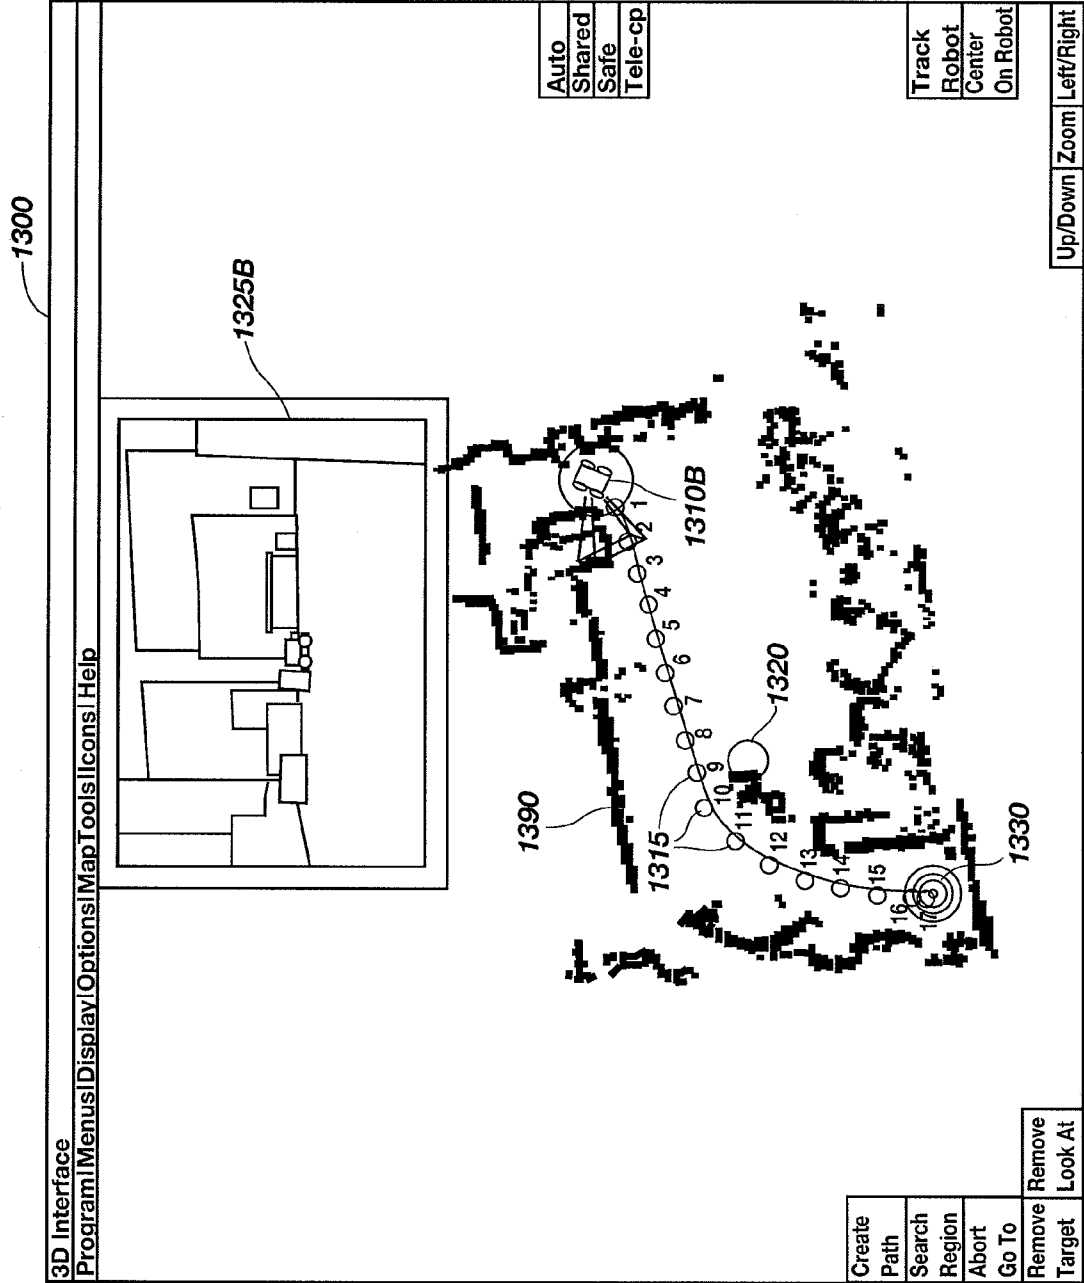 1300
3D Interface
Program|Menus|Display|Options|MapTools|Icons|Help
1325B
Auto
Shared
Safe
Tele-cp
1310B
1
2
3
4
5
6
7
8
9
10
11
12
13
14
15
16
17
1390
1315
1320
1330
Create
Path
Search
Region
Abort
Go To
Remove
Target
Remove
Look At
Track
Robot
Center
On Robot
Up/Down
Zoom
Left/Right